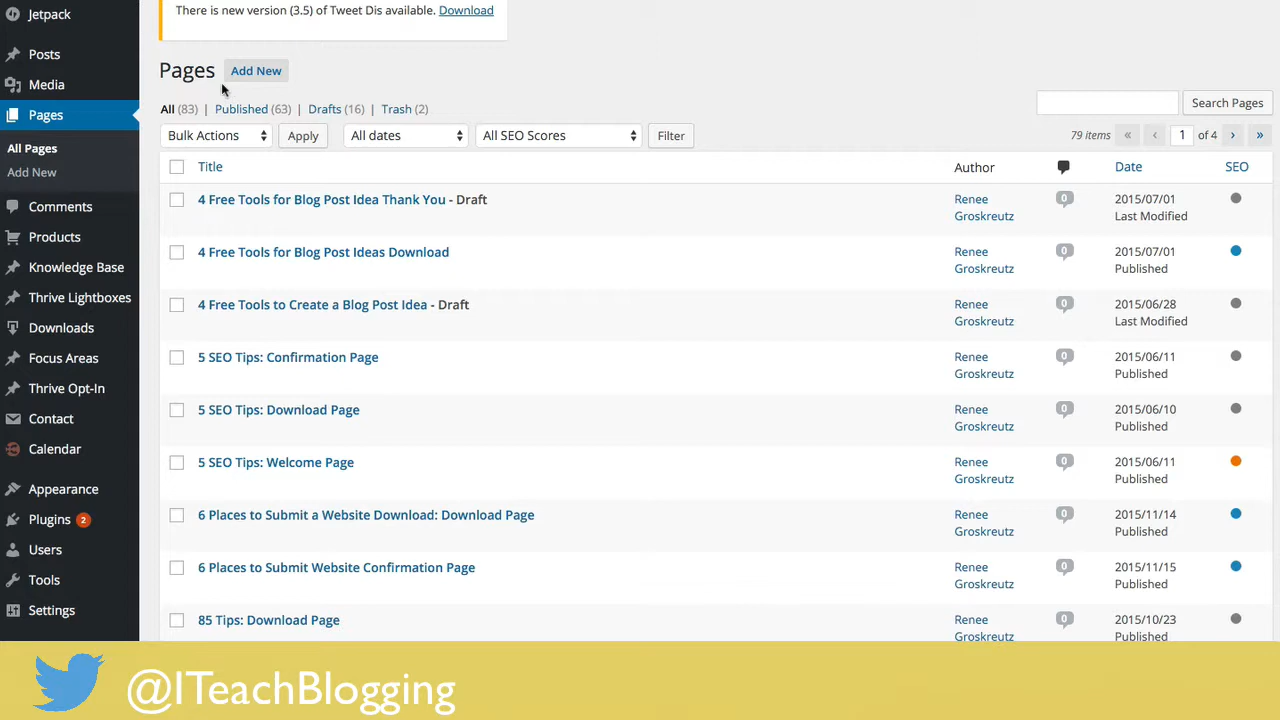 Jetpack
Posts
Media
Pages
All Pages
Add New
Comments
Products
Knowledge Base
Thrive Lightboxes
Downloads
Focus Areas
Thrive Opt-In
Contact
Calendar
Appearance
Plugins 2
Users
Tools
Settings
There is new version (3.5) of Tweet Dis available. Download
Pages Add New
All (83) | Published (63) | Drafts (16) | Trash (2)
Search Pages
Bulk Actions Apply All dates All SEO Scores Filter 79 items « ‹ 1 of 4 › »
Title Author Date SEO
4 Free Tools for Blog Post Idea Thank You - Draft Renee 0 2015/07/01
Groskreutz Last Modified
4 Free Tools for Blog Post Ideas Download Renee 0 2015/07/01
Groskreutz Published
4 Free Tools to Create a Blog Post Idea - Draft Renee 0 2015/06/28
Groskreutz Last Modified
5 SEO Tips: Confirmation Page Renee 0 2015/06/11
Groskreutz Published
5 SEO Tips: Download Page Renee 0 2015/06/10
Groskreutz Published
5 SEO Tips: Welcome Page Renee 0 2015/06/11
Groskreutz Published
6 Places to Submit a Website Download: Download Page Renee 0 2015/11/14
Groskreutz Published
6 Places to Submit Website Confirmation Page Renee 0 2015/11/15
Groskreutz Published
85 Tips: Download Page Renee 0 2015/10/23
Groskreutz Published
@ITeachBlogging